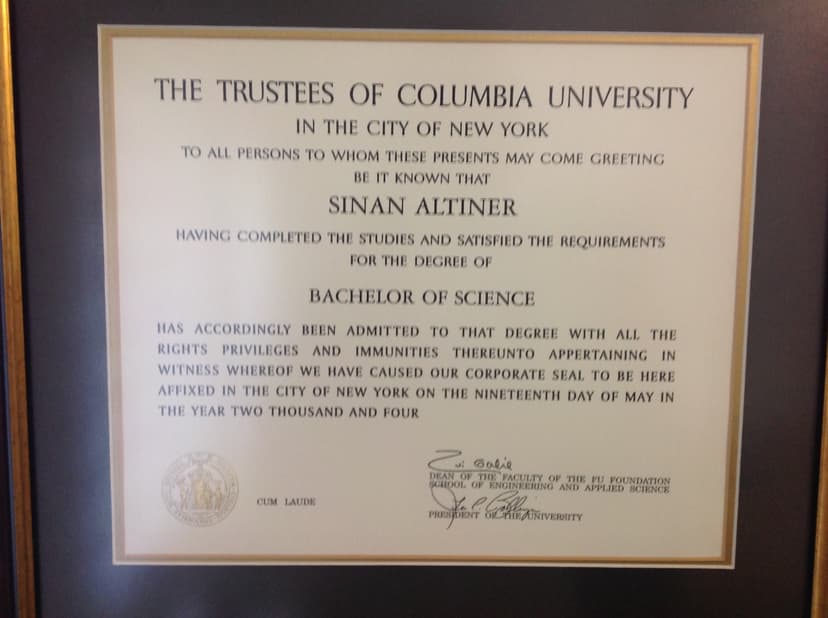 THE TRUSTEES OF COLUMBIA UNIVERSITY
IN THE CITY OF NEW YORK
TO ALL PERSONS TO WHOM THESE PRESENTS MAY COME GREETING
BE IT KNOWN THAT
SINAN ALTINER
HAVING COMPLETED THE STUDIES AND SATISFIED THE REQUIREMENTS
FOR THE DEGREE OF
BACHELOR OF SCIENCE
HAS ACCORDINGLY BEEN ADMITTED TO THAT DEGREE WITH ALL THE
RIGHTS PRIVILEGES AND IMMUNITIES THEREUNTO APPERTAINING IN
WITNESS WHEREOF WE HAVE CAUSED OUR CORPORATE SEAL TO BE HERE
AFFIXED IN THE CITY OF NEW YORK ON THE NINETEENTH DAY OF MAY IN
THE YEAR TWO THOUSAND AND FOUR
CUM LAUDE
DEAN OF THE FACULTY OF THE FU FOUNDATION
SCHOOL OF ENGINEERING AND APPLIED SCIENCE
PRESIDENT OF THE UNIVERSITY